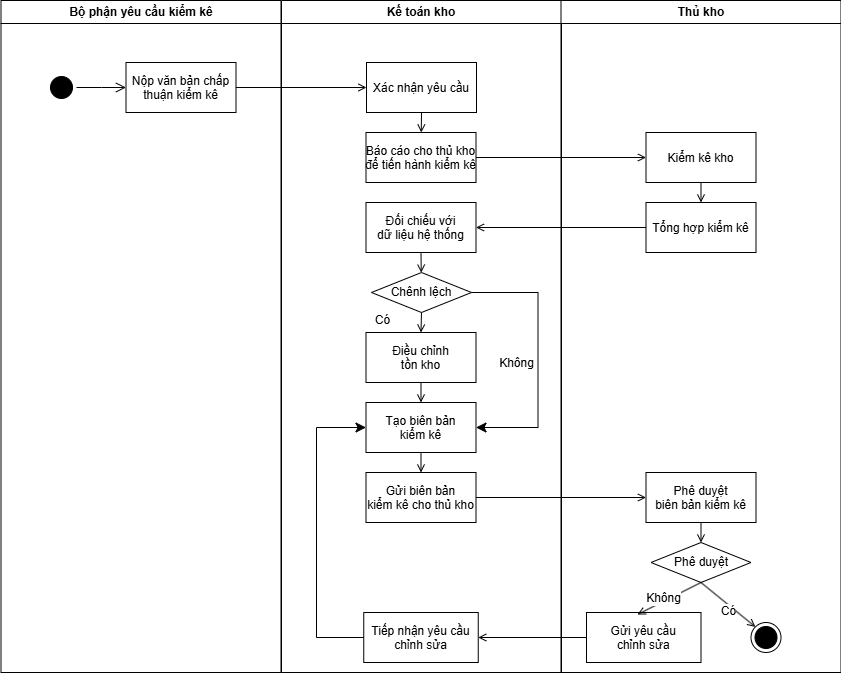 Bộ phận yêu cầu kiểm kê
Kế toán kho
Thủ kho
Nộp văn bản chấp
thuận kiểm kê
Xác nhận yêu cầu
Báo cáo cho thủ kho
để tiến hành kiểm kê
Kiểm kê kho
Đối chiếu với
dữ liệu hệ thống
Tổng hợp kiểm kê
Chênh lệch
Có
Không
Điều chỉnh
tồn kho
Tạo biên bản
kiểm kê
Gửi biên bản
kiểm kê cho thủ kho
Phê duyệt
biên bản kiểm kê
Phê duyệt
Không
Có
Tiếp nhận yêu cầu
chỉnh sửa
Gửi yêu cầu
chỉnh sửa